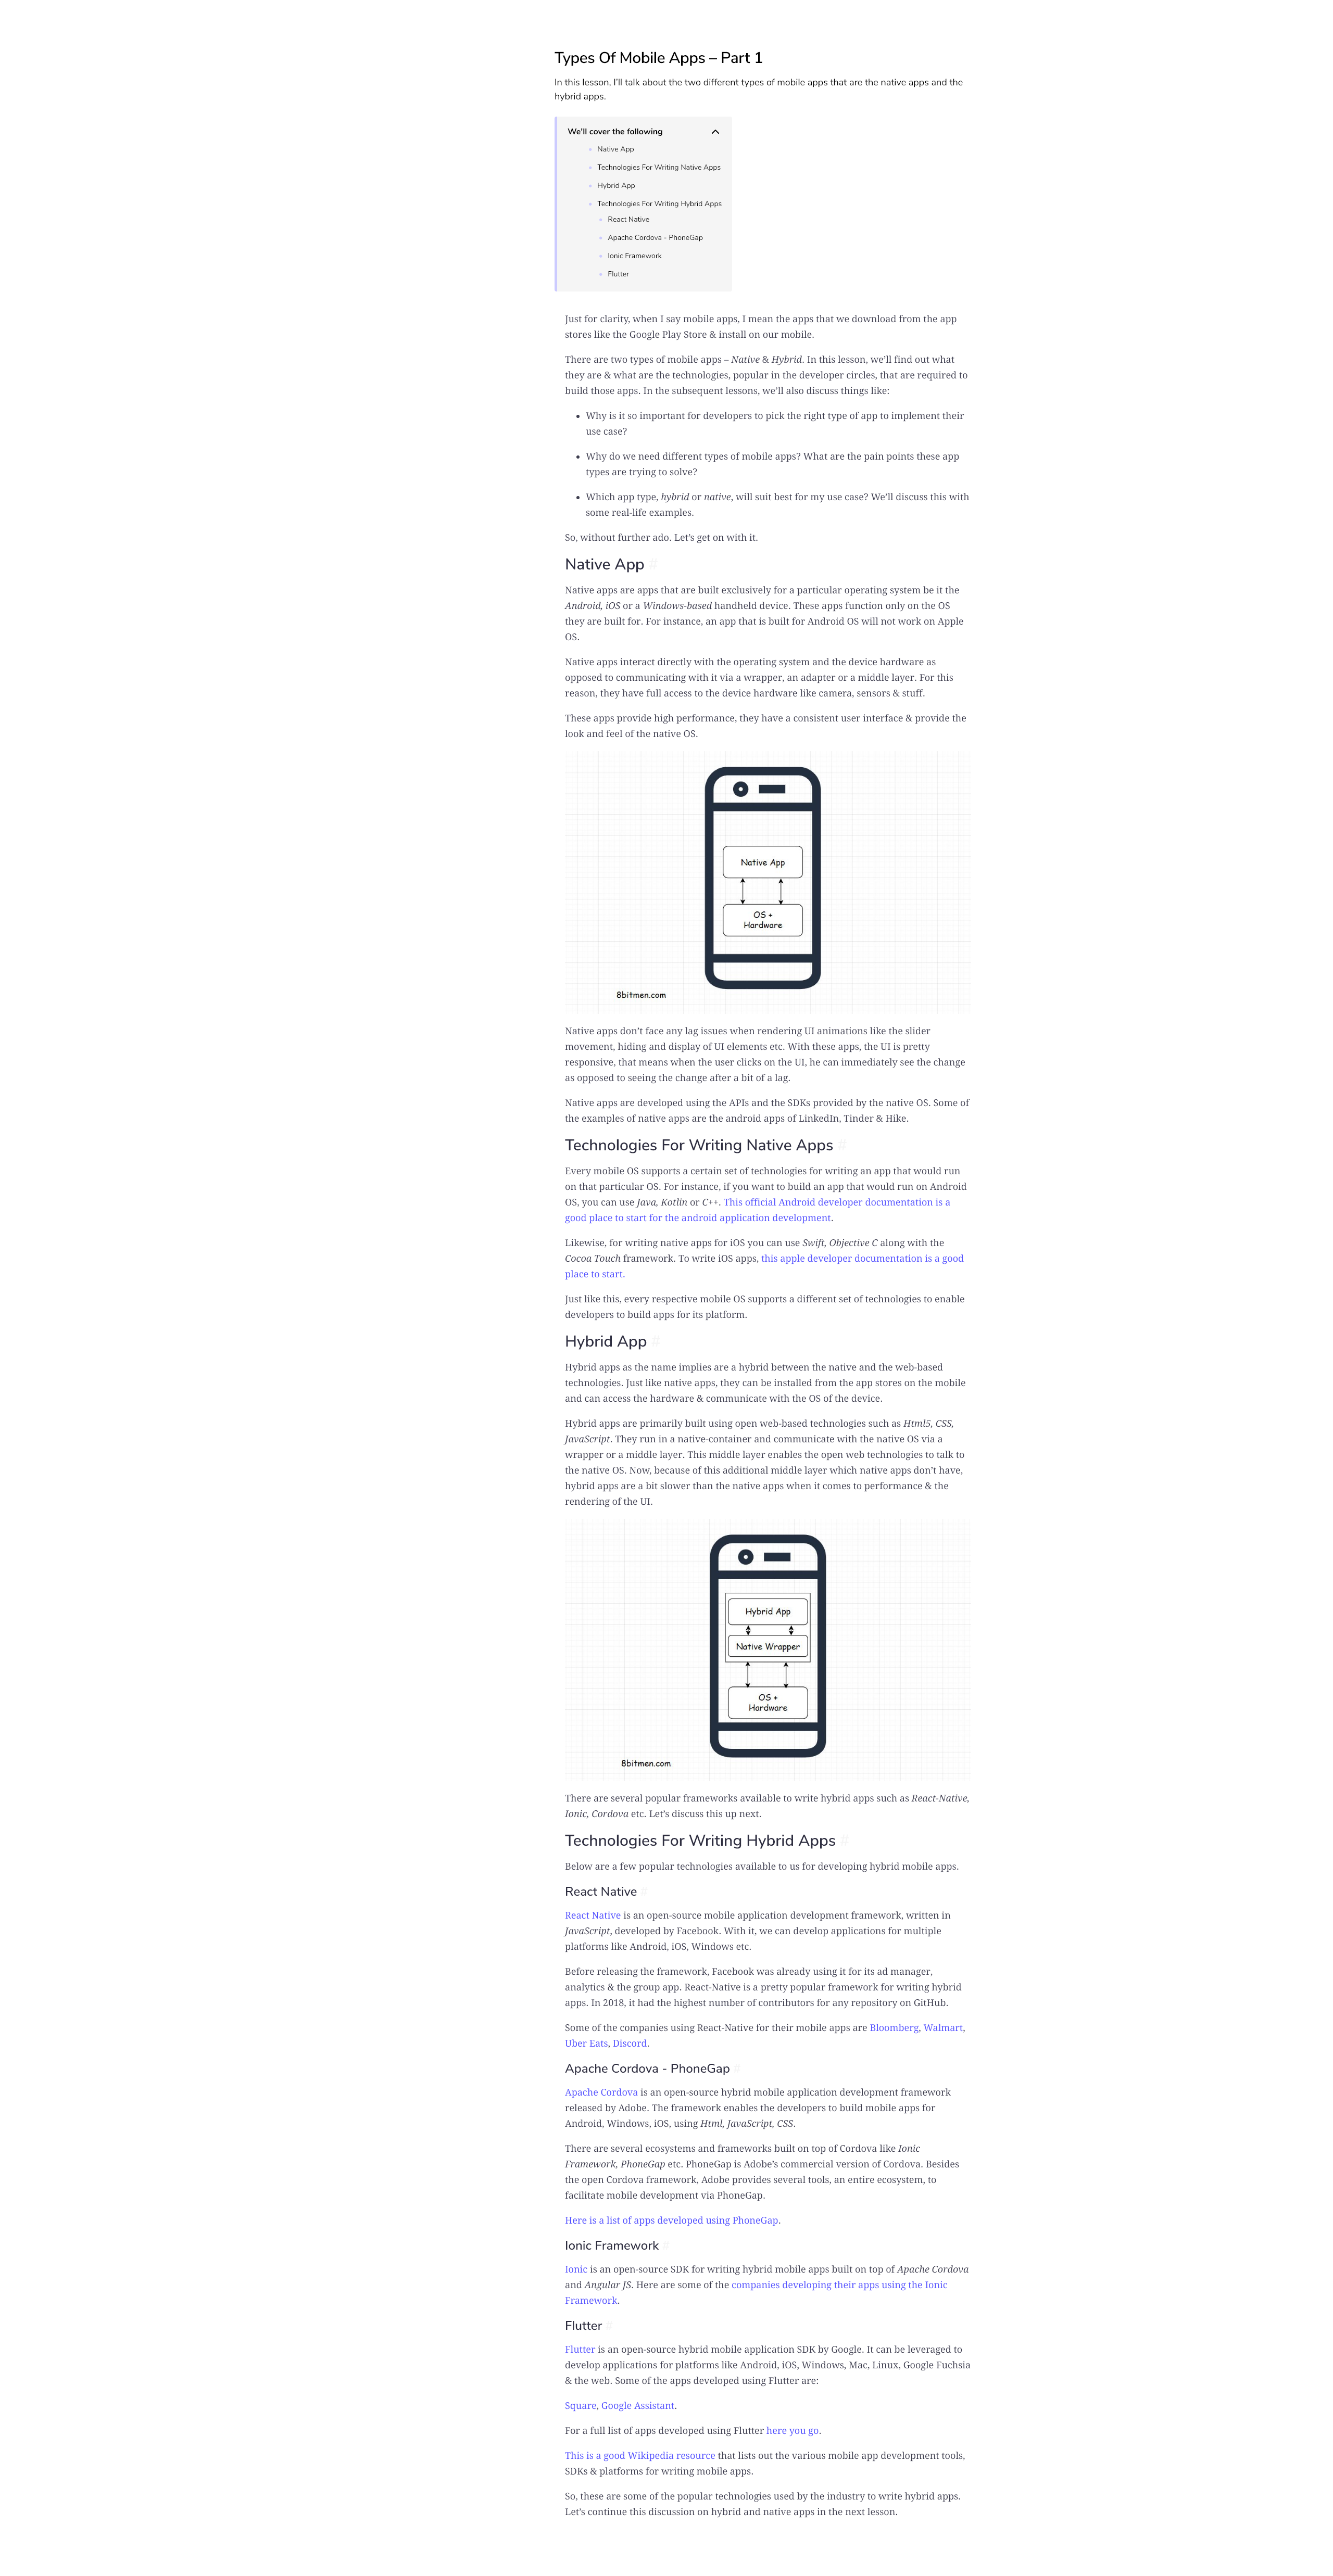 Types Of Mobile Apps – Part 1
In this lesson, I'll talk about the two different types of mobile apps that are the native apps and the
hybrid apps.
We'll cover the following
Native App
Technologies For Writing Native Apps
Hybrid App
Technologies For Writing Hybrid Apps
React Native
Apache Cordova - PhoneGap
Ionic Framework
Flutter
Just for clarity, when I say mobile apps, I mean the apps that we download from the app
stores like the Google Play Store & install on our mobile.
There are two types of mobile apps – Native & Hybrid. In this lesson, we'll find out what
they are & what are the technologies, popular in the developer circles, that are required to
build those apps. In the subsequent lessons, we'll also discuss things like:
• Why is it so important for developers to pick the right type of app to implement their
use case?
• Why do we need different types of mobile apps? What are the pain points these app
types are trying to solve?
• Which app type, hybrid or native, will suit best for my use case? We'll discuss this with
some real-life examples.
So, without further ado. Let's get on with it.
Native App #
Native apps are apps that are built exclusively for a particular operating system be it the
Android, iOS or a Windows-based handheld device. These apps function only on the OS
they are built for. For instance, an app that is built for Android OS will not work on Apple
OS.
Native apps interact directly with the operating system and the device hardware as
opposed to communicating with it via a wrapper, an adapter or a middle layer. For this
reason, they have full access to the device hardware like camera, sensors & stuff.
These apps provide high performance, they have a consistent user interface & provide the
look and feel of the native OS.
Native App
OS +
Hardware
8bitmen.com
Native apps don't face any lag issues when rendering UI animations like the slider
movement, hiding and display of UI elements etc. With these apps, the UI is pretty
responsive, that means when the user clicks on the UI, he can immediately see the change
as opposed to seeing the change after a bit of a lag.
Native apps are developed using the APIs and the SDKs provided by the native OS. Some of
the examples of native apps are the android apps of LinkedIn, Tinder & Hike.
Technologies For Writing Native Apps #
Every mobile OS supports a certain set of technologies for writing an app that would run
on that particular OS. For instance, if you want to build an app that would run on Android
OS, you can use Java, Kotlin or C++. This official Android developer documentation is a
good place to start for the android application development.
Likewise, for writing native apps for iOS you can use Swift, Objective C along with the
Cocoa Touch framework. To write iOS apps, this apple developer documentation is a good
place to start.
Just like this, every respective mobile OS supports a different set of technologies to enable
developers to build apps for its platform.
Hybrid App #
Hybrid apps as the name implies are a hybrid between the native and the web-based
technologies. Just like native apps, they can be installed from the app stores on the mobile
and can access the hardware & communicate with the OS of the device.
Hybrid apps are primarily built using open web-based technologies such as Html5, CSS,
JavaScript. They run in a native-container and communicate with the native OS via a
wrapper or a middle layer. This middle layer enables the open web technologies to talk to
the native OS. Now, because of this additional middle layer which native apps don't have,
hybrid apps are a bit slower than the native apps when it comes to performance & the
rendering of the UI.
Hybrid App
Native Wrapper
OS +
Hardware
8bitmen.com
There are several popular frameworks available to write hybrid apps such as React-Native,
Ionic, Cordova etc. Let's discuss this up next.
Technologies For Writing Hybrid Apps #
Below are a few popular technologies available to us for developing hybrid mobile apps.
React Native #
React Native is an open-source mobile application development framework, written in
JavaScript, developed by Facebook. With it, we can develop applications for multiple
platforms like Android, iOS, Windows etc.
Before releasing the framework, Facebook was already using it for its ad manager,
analytics & the group app. React-Native is a pretty popular framework for writing hybrid
apps. In 2018, it had the highest number of contributors for any repository on GitHub.
Some of the companies using React-Native for their mobile apps are Bloomberg, Walmart,
Uber Eats, Discord.
Apache Cordova - PhoneGap #
Apache Cordova is an open-source hybrid mobile application development framework
released by Adobe. The framework enables the developers to build mobile apps for
Android, Windows, iOS, using Html, JavaScript, CSS.
There are several ecosystems and frameworks built on top of Cordova like Ionic
Framework, PhoneGap etc. PhoneGap is Adobe's commercial version of Cordova. Besides
the open Cordova framework, Adobe provides several tools, an entire ecosystem, to
facilitate mobile development via PhoneGap.
Here is a list of apps developed using PhoneGap.
Ionic Framework #
Ionic is an open-source SDK for writing hybrid mobile apps built on top of Apache Cordova
and Angular JS. Here are some of the companies developing their apps using the Ionic
Framework.
Flutter #
Flutter is an open-source hybrid mobile application SDK by Google. It can be leveraged to
develop applications for platforms like Android, iOS, Windows, Mac, Linux, Google Fuchsia
& the web. Some of the apps developed using Flutter are:
Square, Google Assistant.
For a full list of apps developed using Flutter here you go.
This is a good Wikipedia resource that lists out the various mobile app development tools,
SDKs & platforms for writing mobile apps.
So, these are some of the popular technologies used by the industry to write hybrid apps.
Let's continue this discussion on hybrid and native apps in the next lesson.